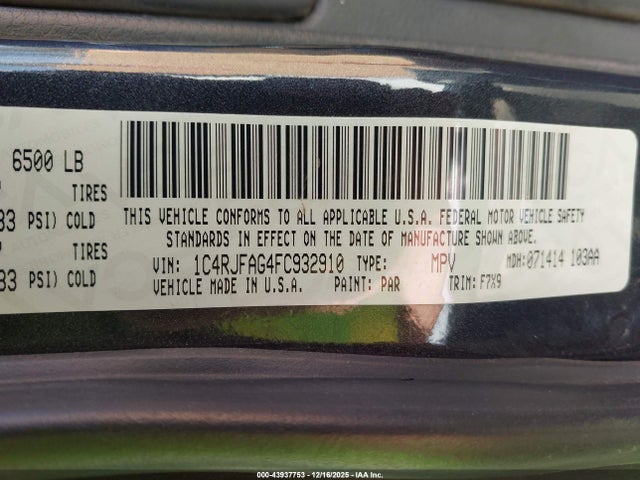 6500 LB
TIRES
33 PSI) COLD
TIRES
33 PSI) COLD
THIS VEHICLE CONFORMS TO ALL APPLICABLE U.S.A. FEDERAL MOTOR VEHICLE SAFETY
STANDARDS IN EFFECT ON THE DATE OF MANUFACTURE SHOWN ABOVE.
VIN: 1C4RJFAG4FC932910 TYPE: MPV MDH: 071414 103AA
VEHICLE MADE IN U.S.A. PAINT: PAR TRIM: F7X9
000-43937753 - 12/16/2025 - IAA Inc.